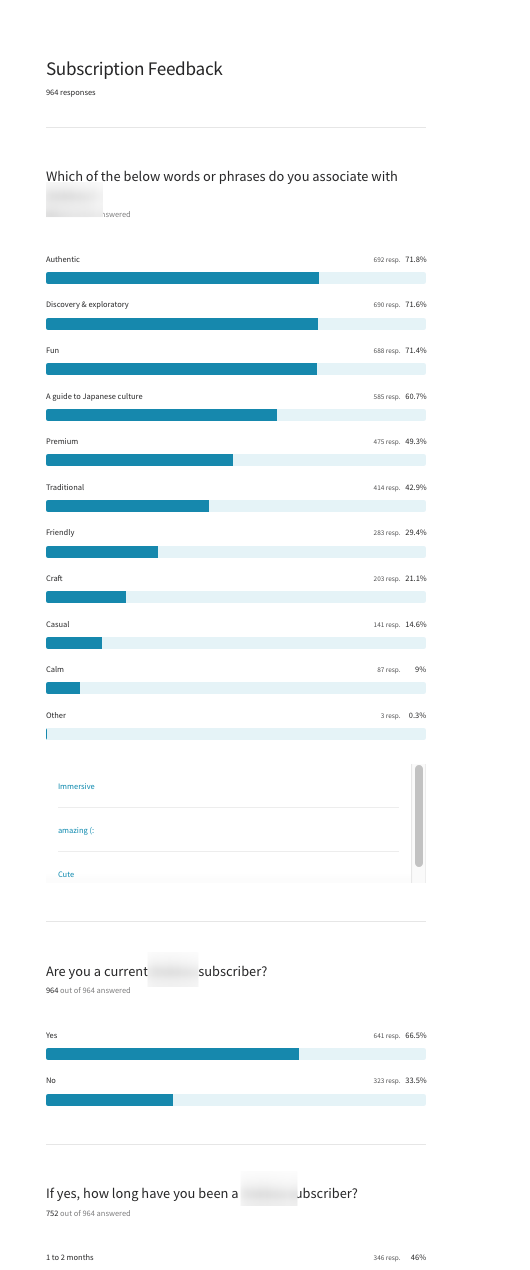 Subscription Feedback
964 responses
Which of the below words or phrases do you associate with
answered
Authentic 692 resp. 71.8%
Discovery & exploratory 690 resp. 71.6%
Fun 688 resp. 71.4%
A guide to Japanese culture 585 resp. 60.7%
Premium 475 resp. 49.3%
Traditional 414 resp. 42.9%
Friendly 283 resp. 29.4%
Craft 203 resp. 21.1%
Casual 141 resp. 14.6%
Calm 87 resp. 9%
Other 3 resp. 0.3%
Immersive
amazing (:
Cute
Are you a current subscriber?
964 out of 964 answered
Yes 641 resp. 66.5%
No 323 resp. 33.5%
If yes, how long have you been a subscriber?
752 out of 964 answered
1 to 2 months 346 resp. 46%